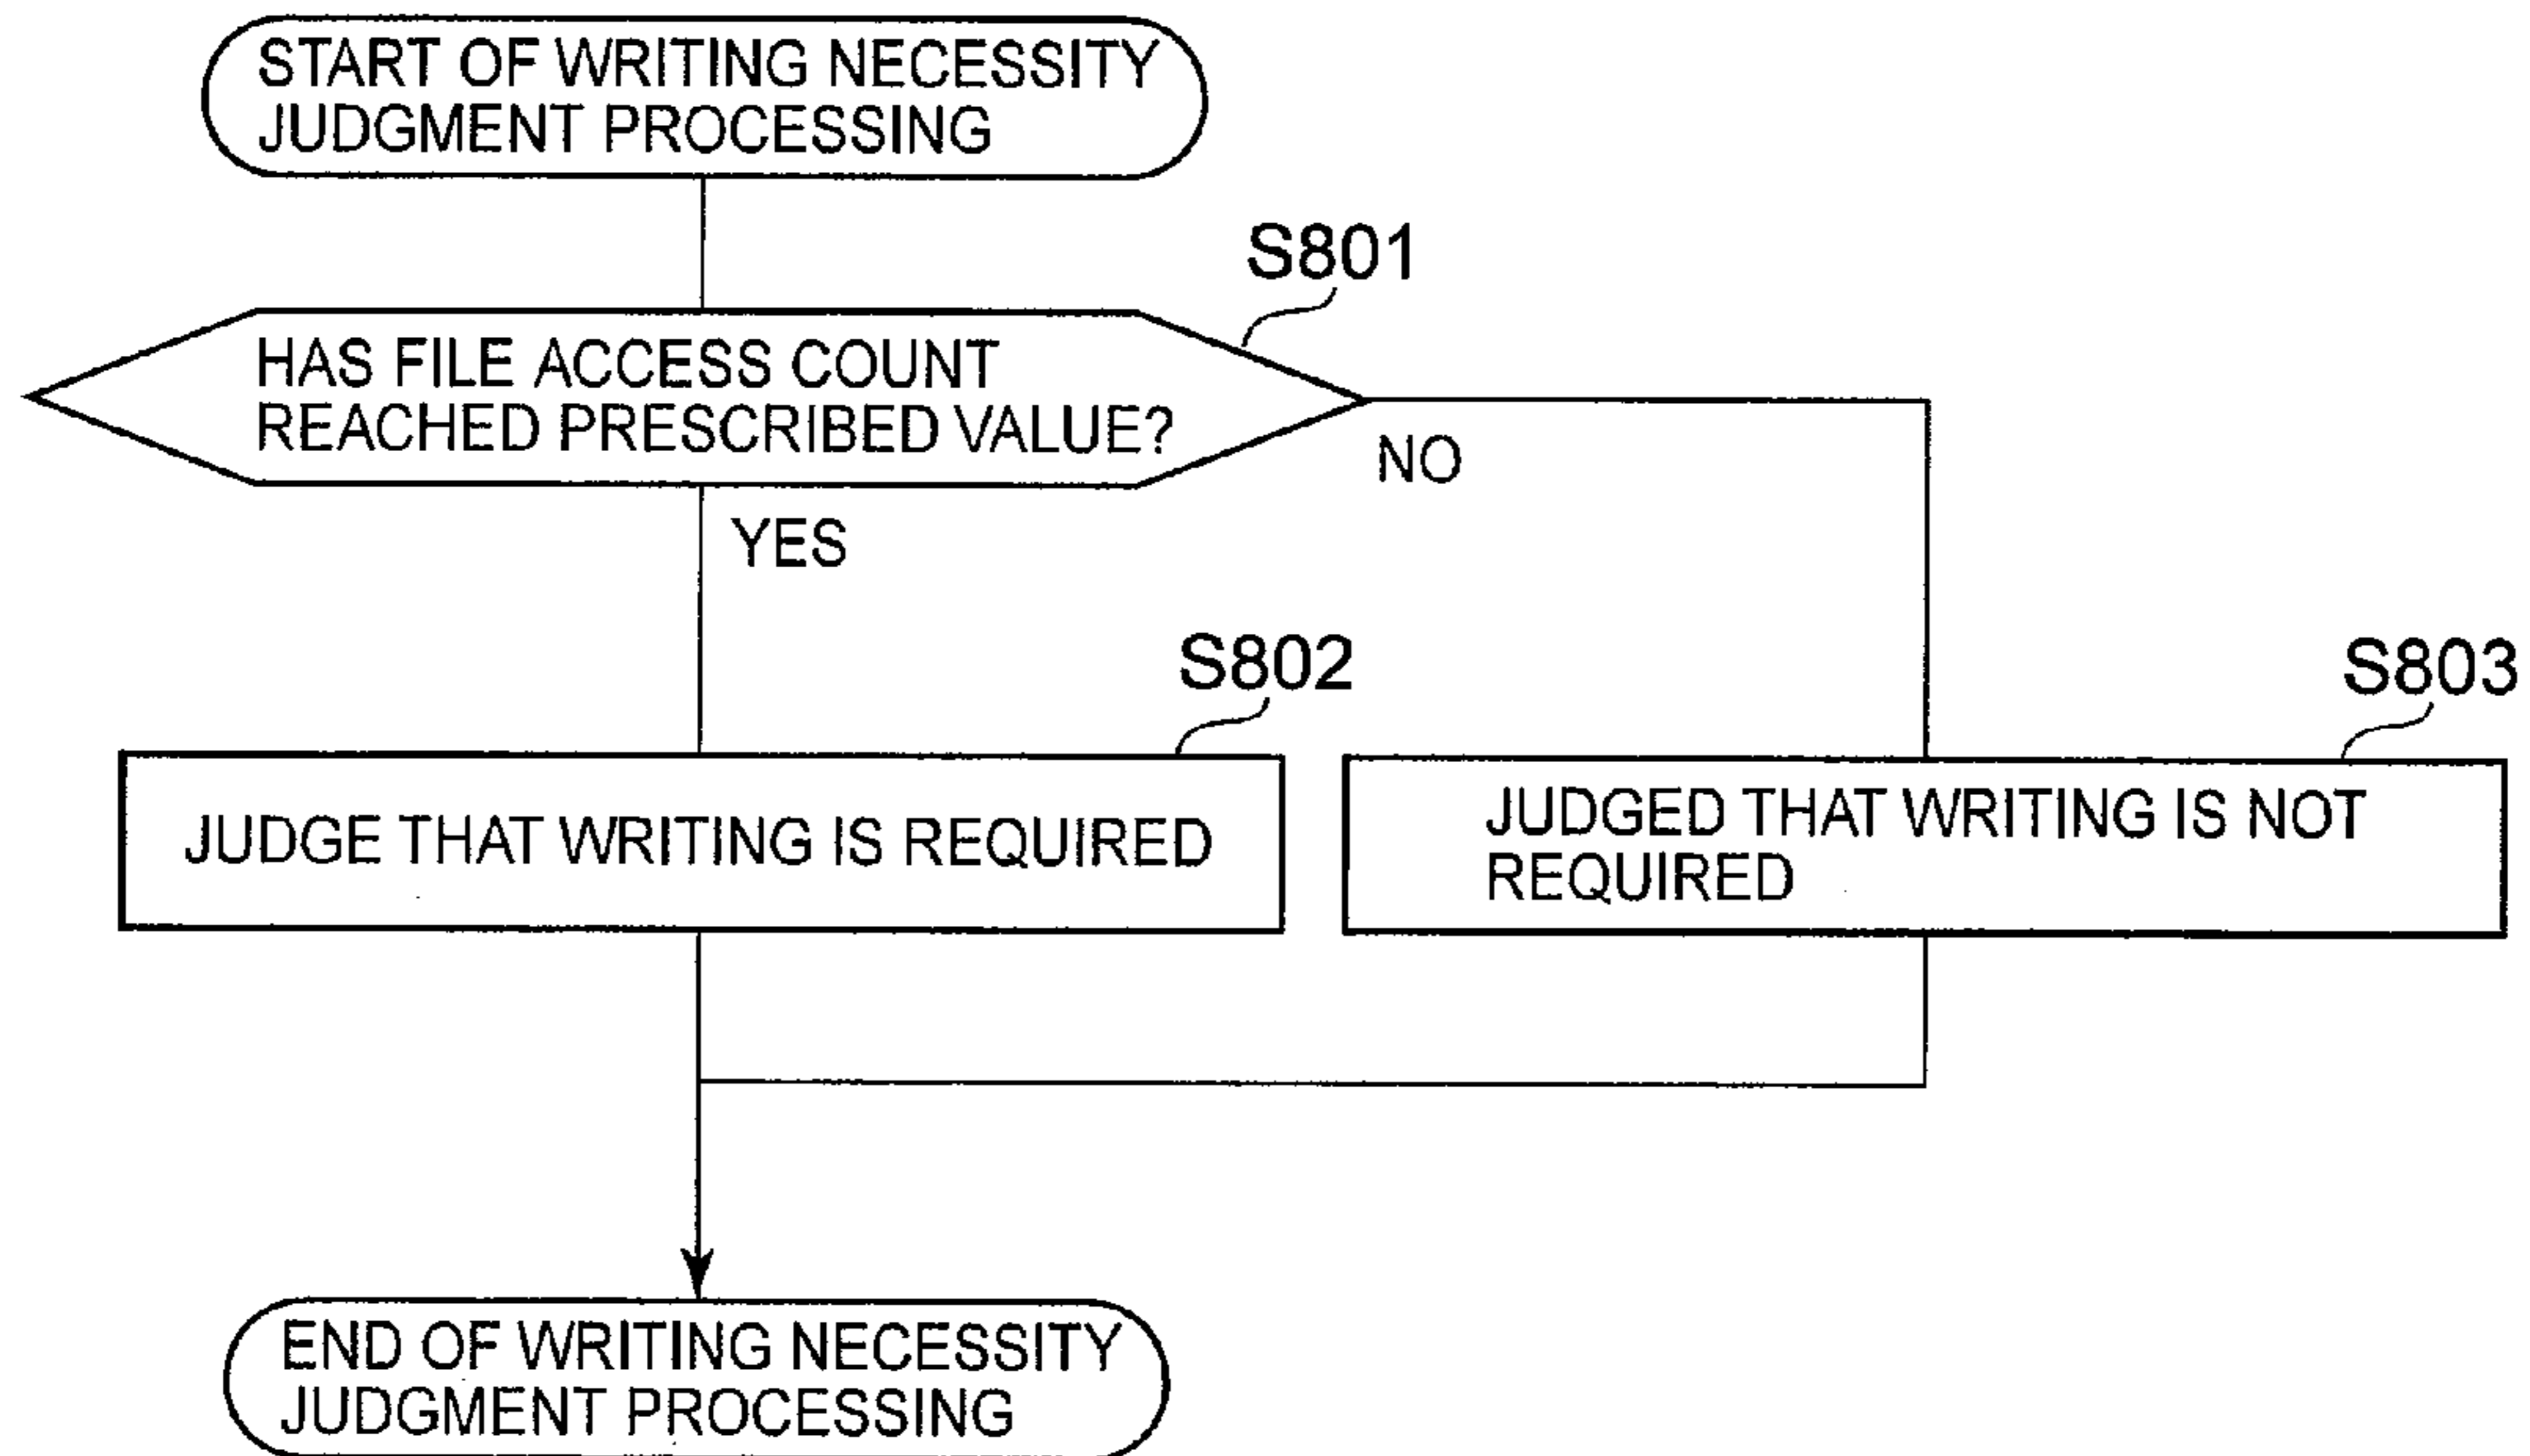 START OF WRITING NECESSITY
JUDGMENT PROCESSING
S801
HAS FILE ACCESS COUNT
REACHED PRESCRIBED VALUE?
NO
YES
S802
S803
JUDGE THAT WRITING IS REQUIRED
JUDGED THAT WRITING IS NOT
REQUIRED
END OF WRITING NECESSITY
JUDGMENT PROCESSING